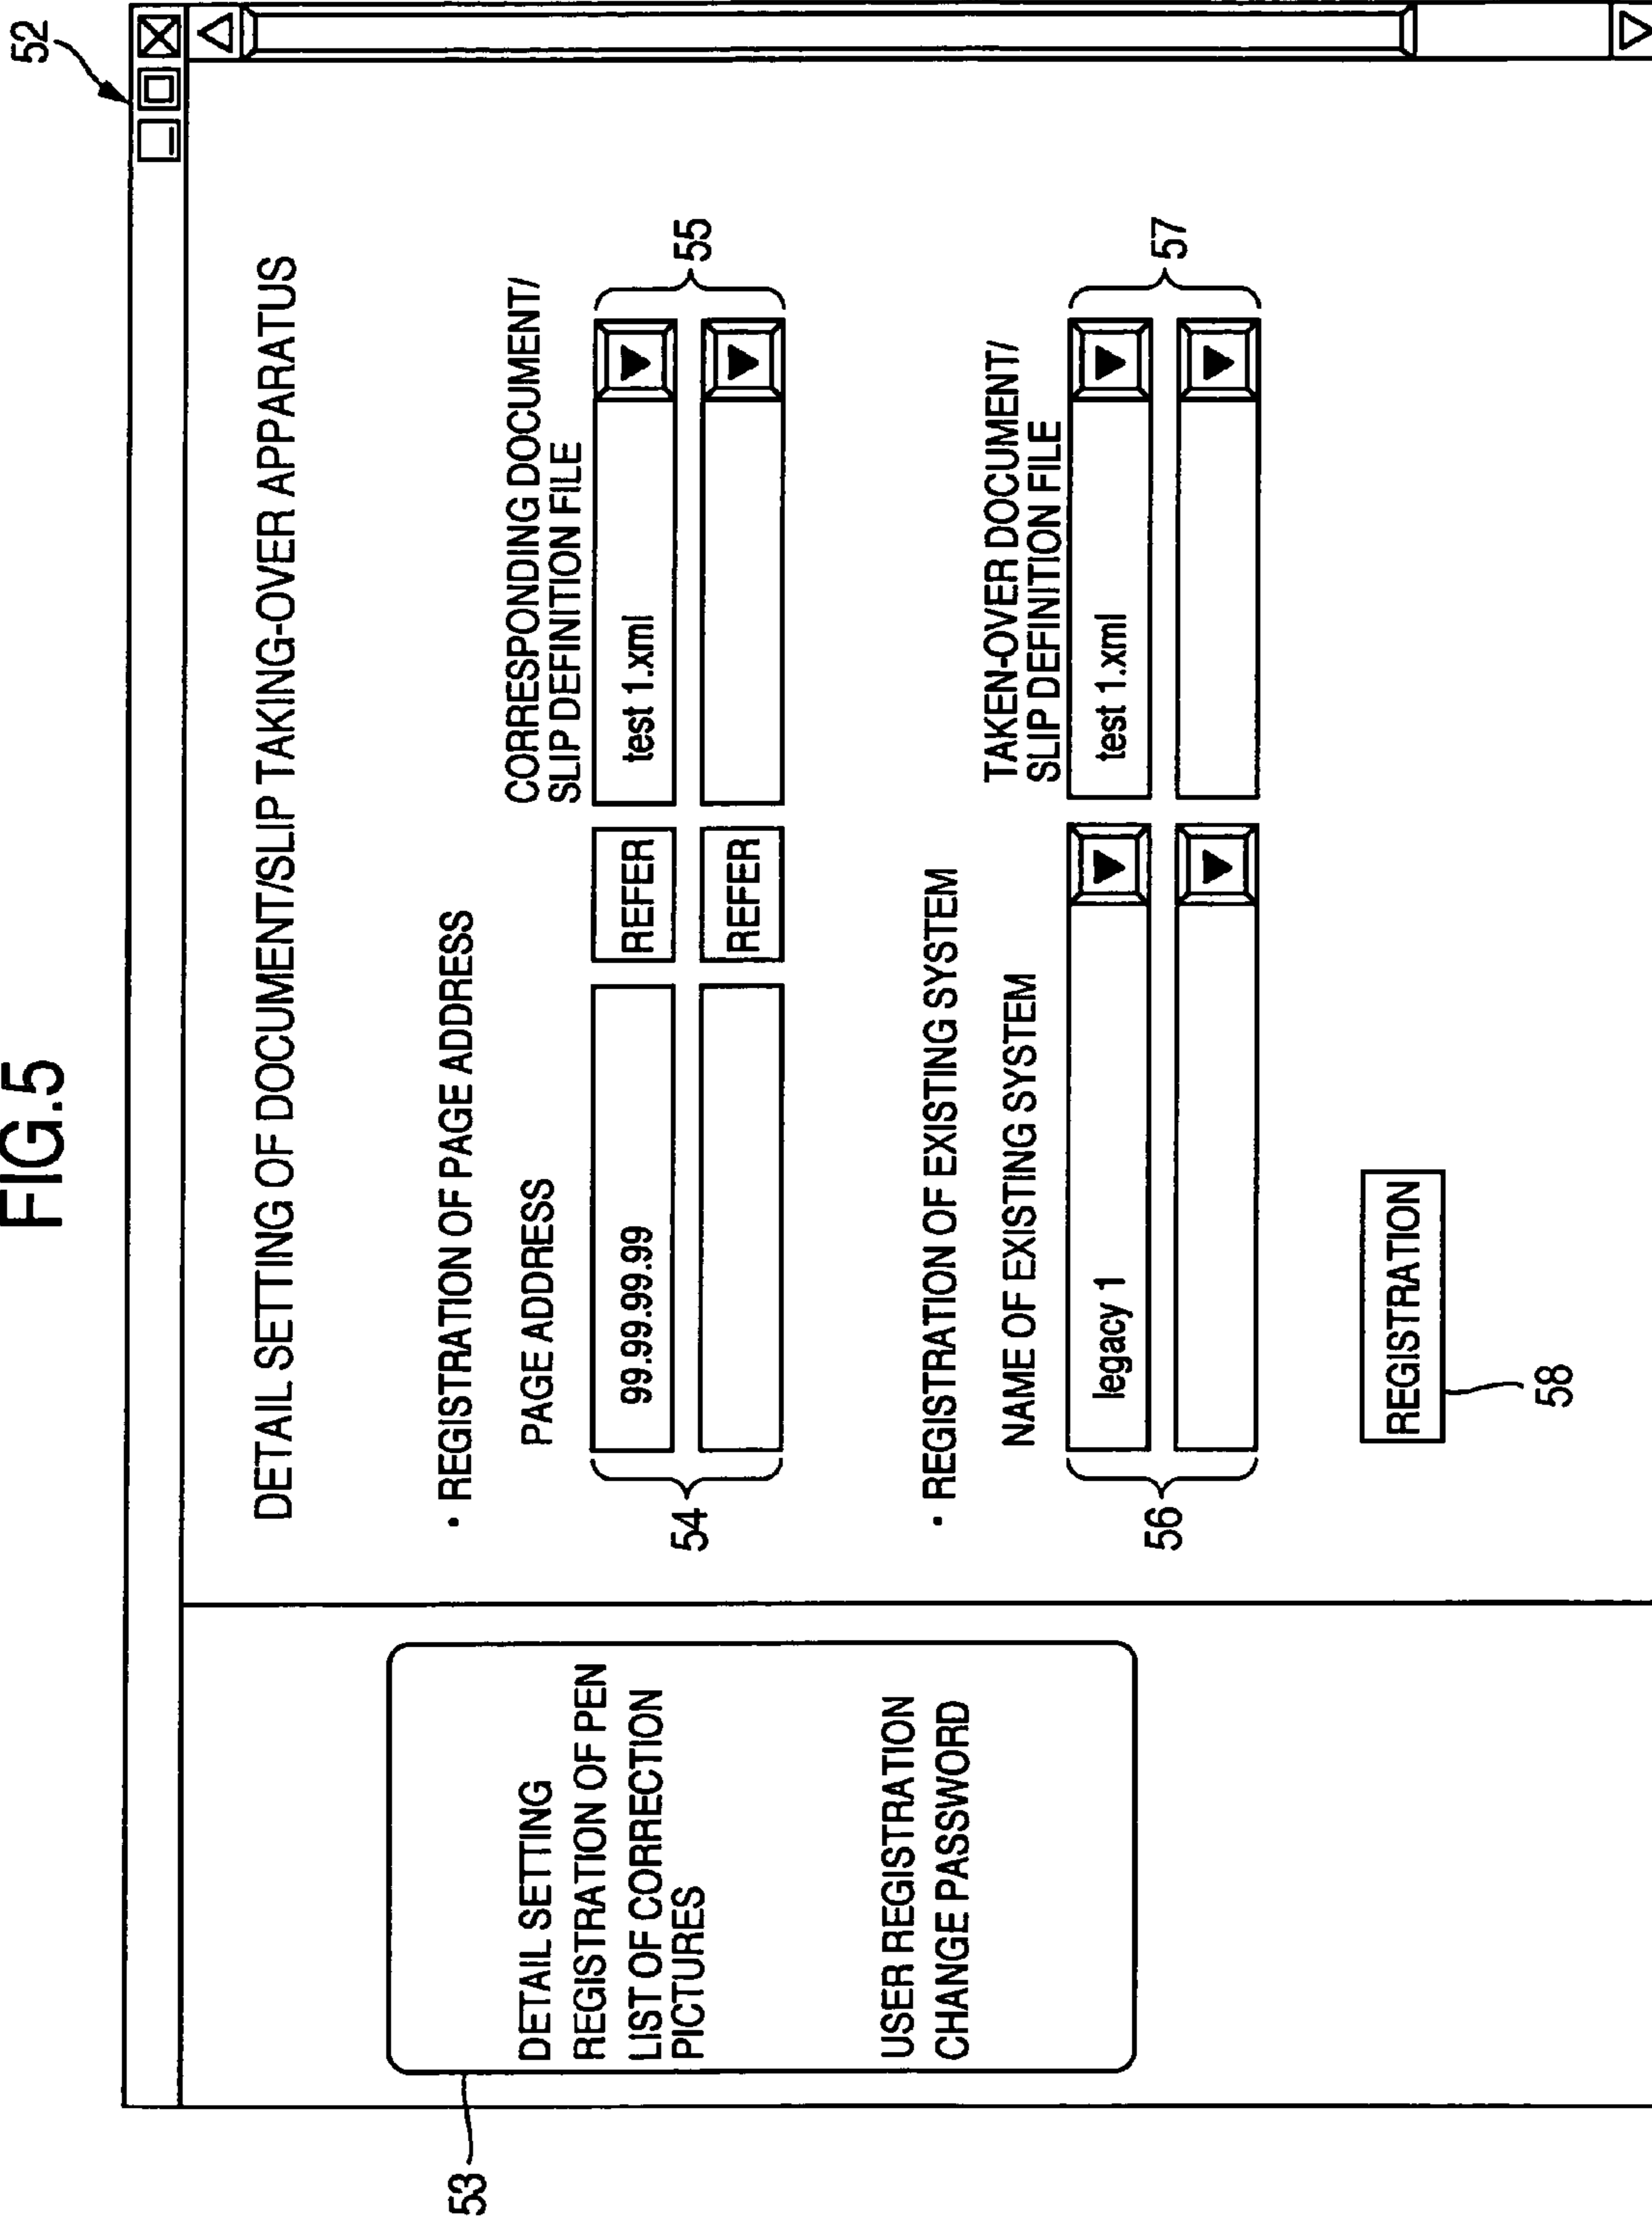 FIG.5
52
DETAIL SETTING OF DOCUMENT/SLIP TAKING-OVER APPARATUS
53
DETAIL SETTING
REGISTRATION OF PEN
LIST OF CORRECTION
PICTURES
USER REGISTRATION
CHANGE PASSWORD
· REGISTRATION OF PAGE ADDRESS
PAGE ADDRESS
CORRESPONDING DOCUMENT/
SLIP DEFINITION FILE
54
99.99.99.99
REFER
test 1.xml
55
REFER
· REGISTRATION OF EXISTING SYSTEM
NAME OF EXISTING SYSTEM
TAKEN-OVER DOCUMENT/
SLIP DEFINITION FILE
56
legacy 1
test 1.xml
57
REGISTRATION
58